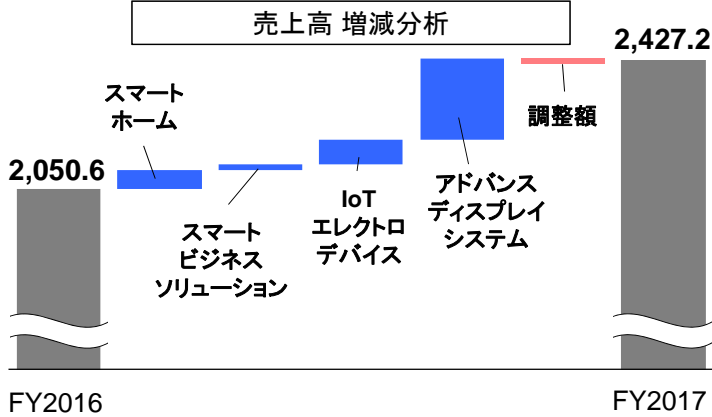 売上高 増減分析
2,427.2
スマート
ホーム
調整額
2,050.6
IoT
エレクトロ
デバイス
アドバンス
ディスプレイ
システム
スマート
ビジネス
ソリューション
FY2016
FY2017